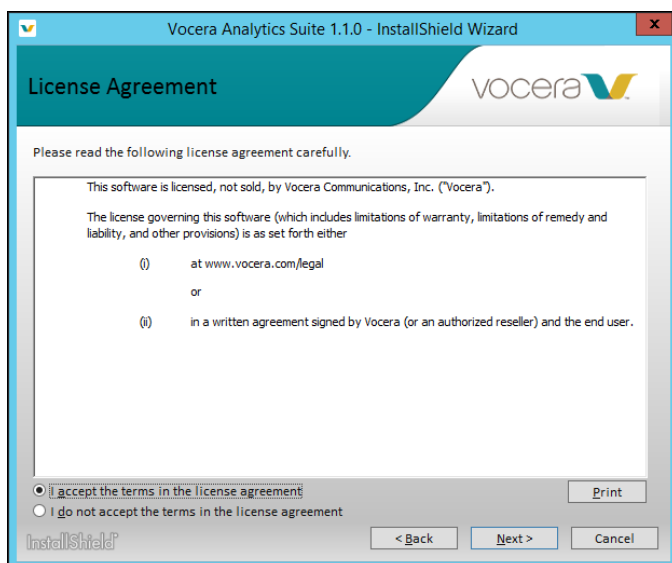 Vocera Analytics Suite 1.1.0 - InstallShield Wizard
x
License Agreement
vocera
Please read the following license agreement carefully.
This software is licensed, not sold, by Vocera Communications, Inc. ("Vocera").
The license governing this software (which includes limitations of warranty, limitations of remedy and
liability, and other provisions) is as set forth either
(i) at www.vocera.com/legal
or
(ii) in a written agreement signed by Vocera (or an authorized reseller) and the end user.
I accept the terms in the license agreement
Print
I do not accept the terms in the license agreement
InstallShield
< Back
Next >
Cancel